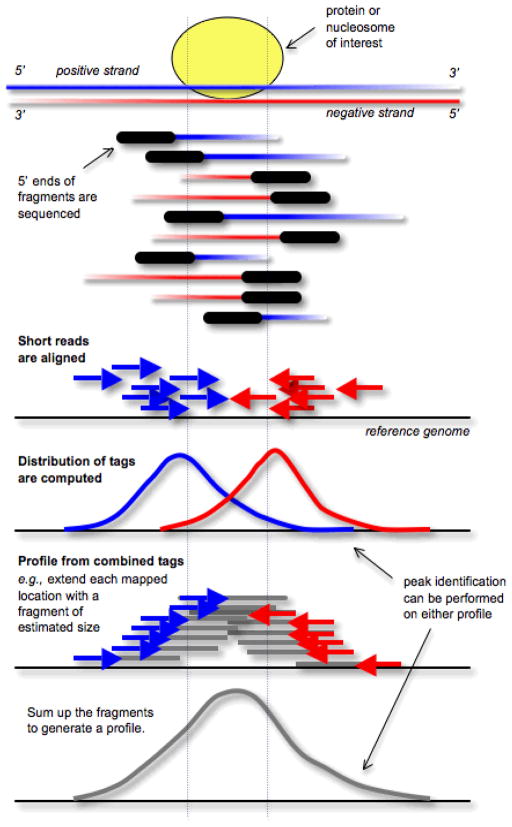 protein or
nucleosome
of interest
5'
positive strand
3'
3'
negative strand
5'
5' ends of
fragments are
sequenced
Short reads
are aligned
reference genome
Distribution of tags
are computed
Profile from combined tags
e.g., extend each mapped
location with a
fragment of
estimated size
peak identification
can be performed
on either profile
Sum up the fragments
to generate a profile.